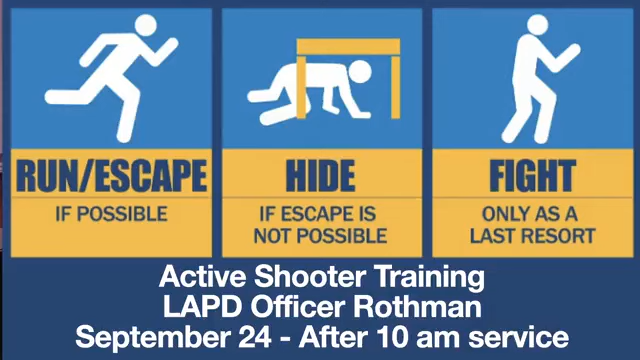 RUN/ESCAPE
IF POSSIBLE
HIDE
IF ESCAPE IS
NOT POSSIBLE
FIGHT
ONLY AS A
LAST RESORT
Active Shooter Training
LAPD Officer Rothman
September 24 - After 10 am service